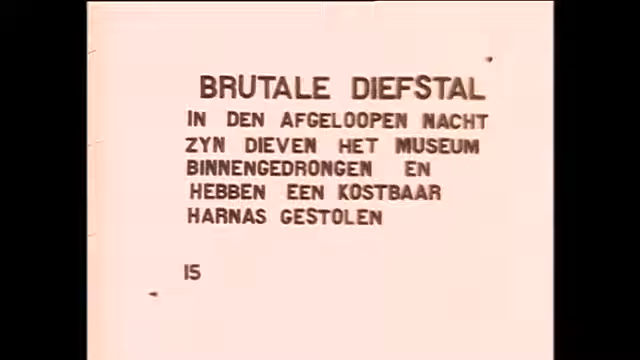 BRUTALE DIEFSTAL
IN DEN AFGELOOPEN NACHT
ZYN DIEVEN HET MUSEUM
BINNENGEDRONGEN EN
HEBBEN EEN KOSTBAAR
HARNAS GESTOLEN
15